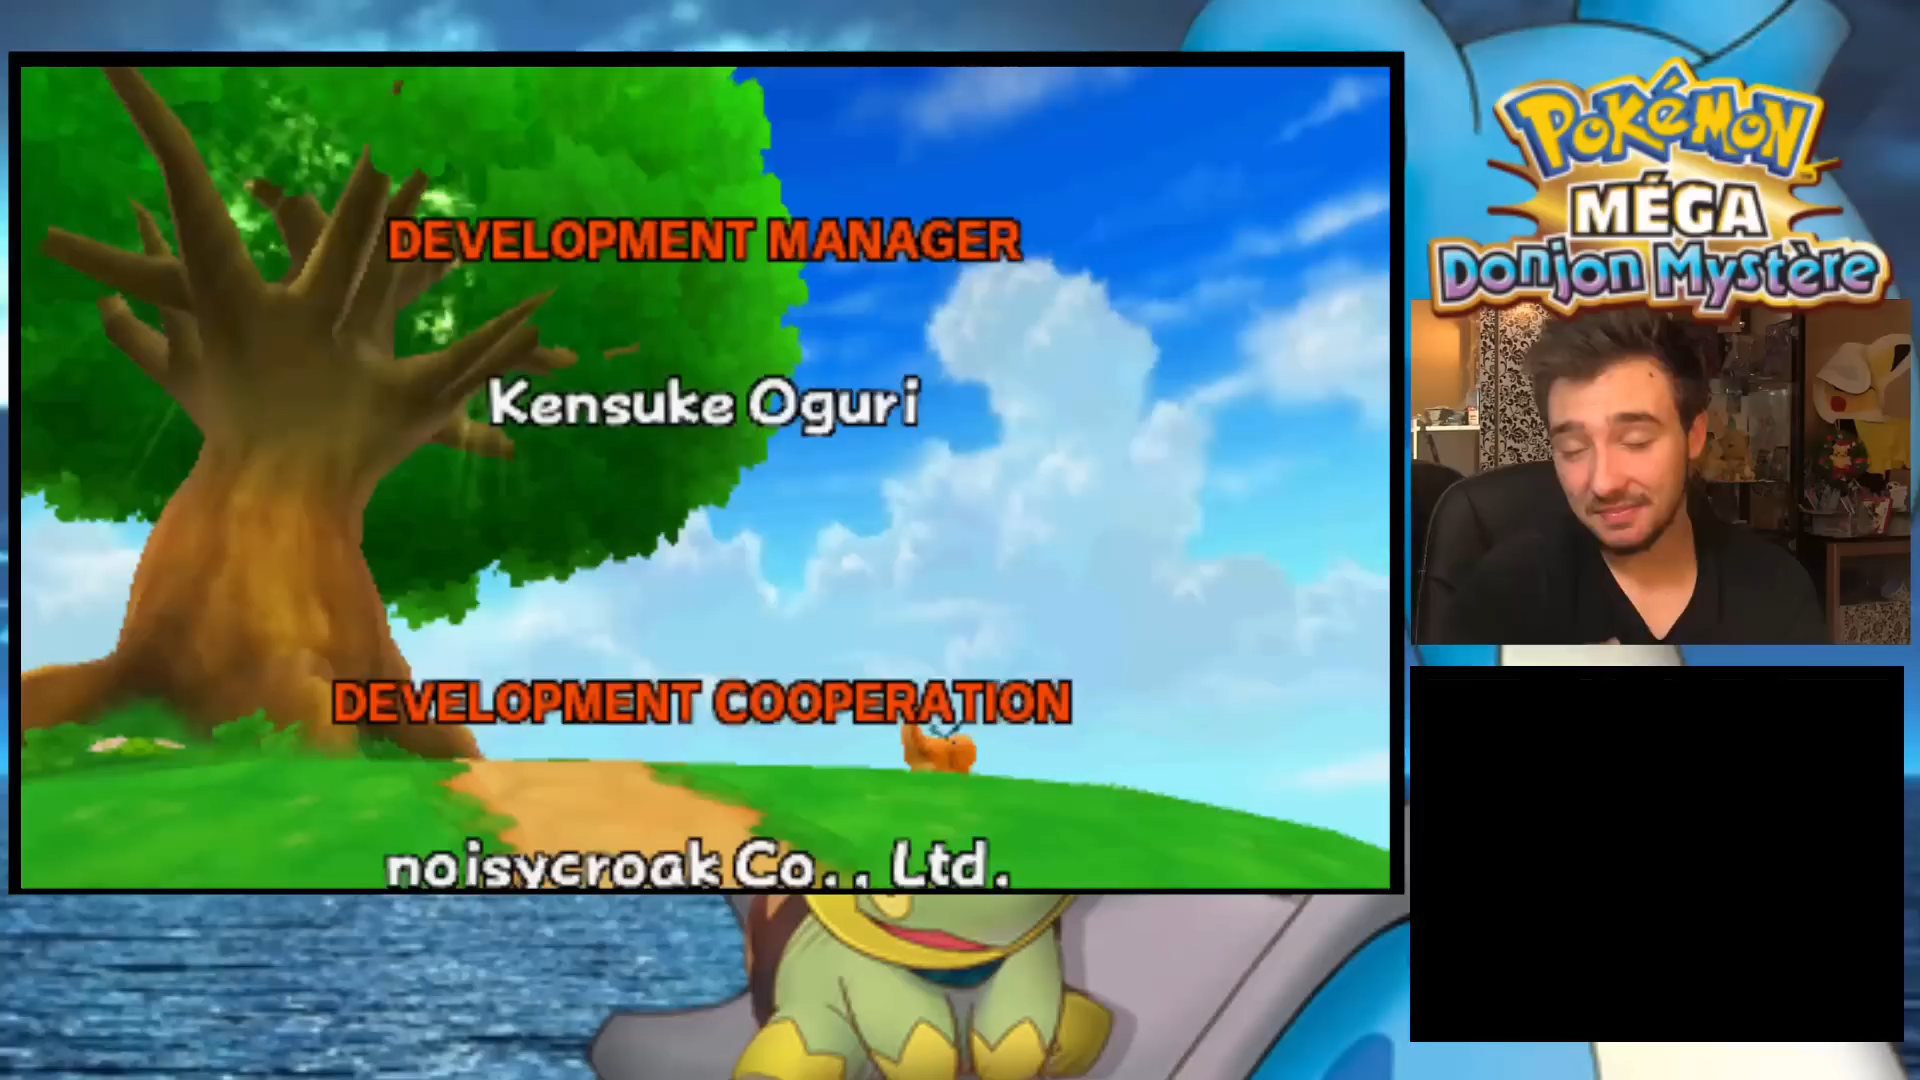 DEVELOPMENT MANAGER
Kensuke Oguri
DEVELOPMENT COOPERATION
noisycroak Co., Ltd.
POKéMON
MÉGA
Donjon Mystère